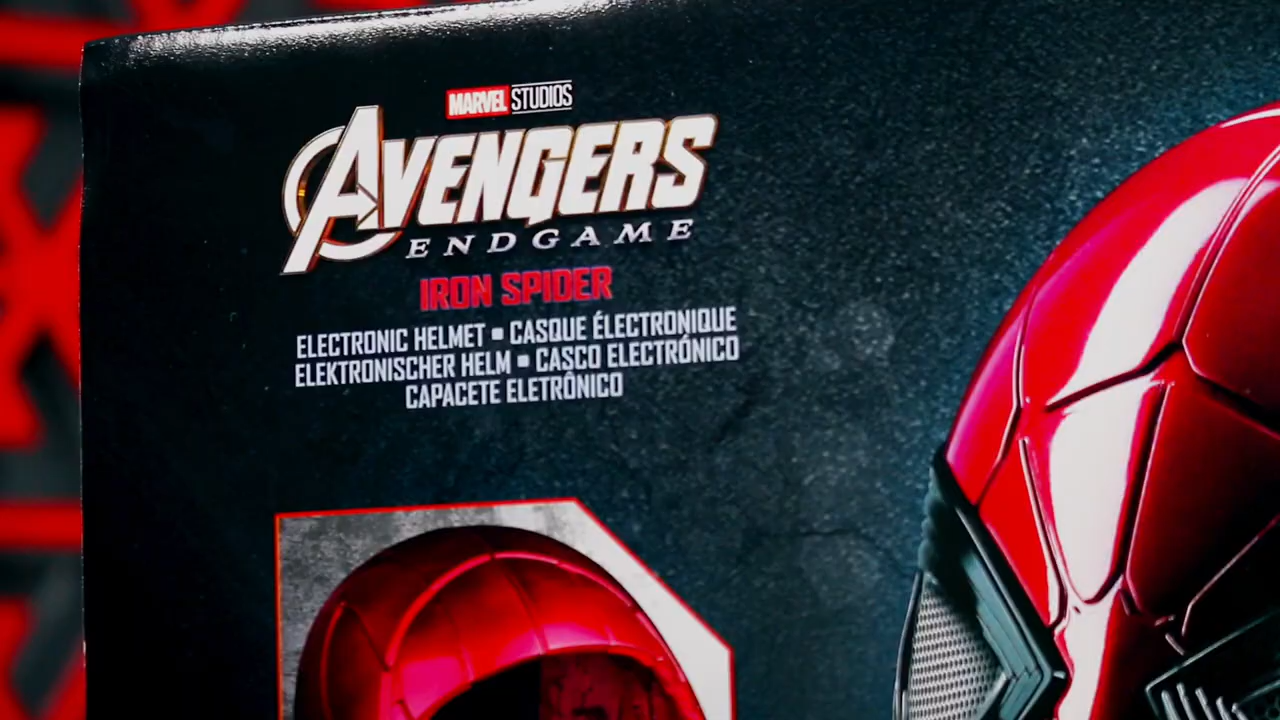 MARVEL STUDIOS
AVENGERS
ENDGAME
IRON SPIDER
ELECTRONIC HELMET ▪ CASQUE ÉLECTRONIQUE
ELEKTRONISCHER HELM ▪ CASCO ELECTRÓNICO
CAPACETE ELETRÔNICO